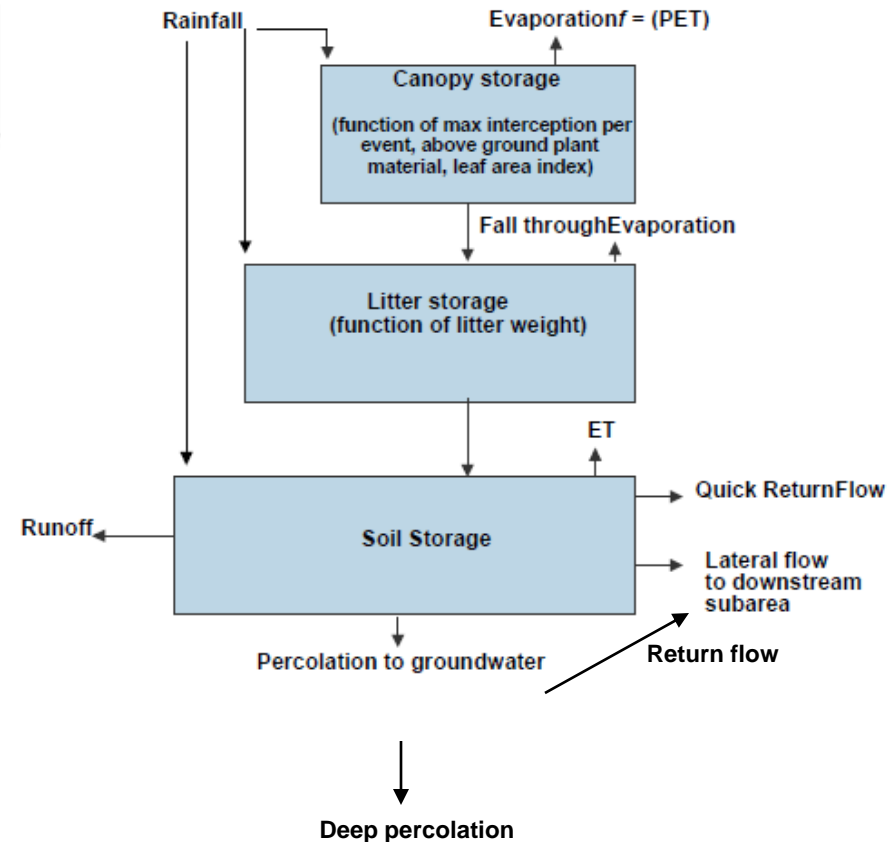 Rainfall
Evaporationf = (PET)
Canopy storage
(function of max interception per
event, above ground plant
material, leaf area index)
Fall throughEvaporation
Litter storage
(function of litter weight)
ET
Quick ReturnFlow
Runoff
Soil Storage
Lateral flow
to downstream
subarea
Return flow
Percolation to groundwater
Deep percolation